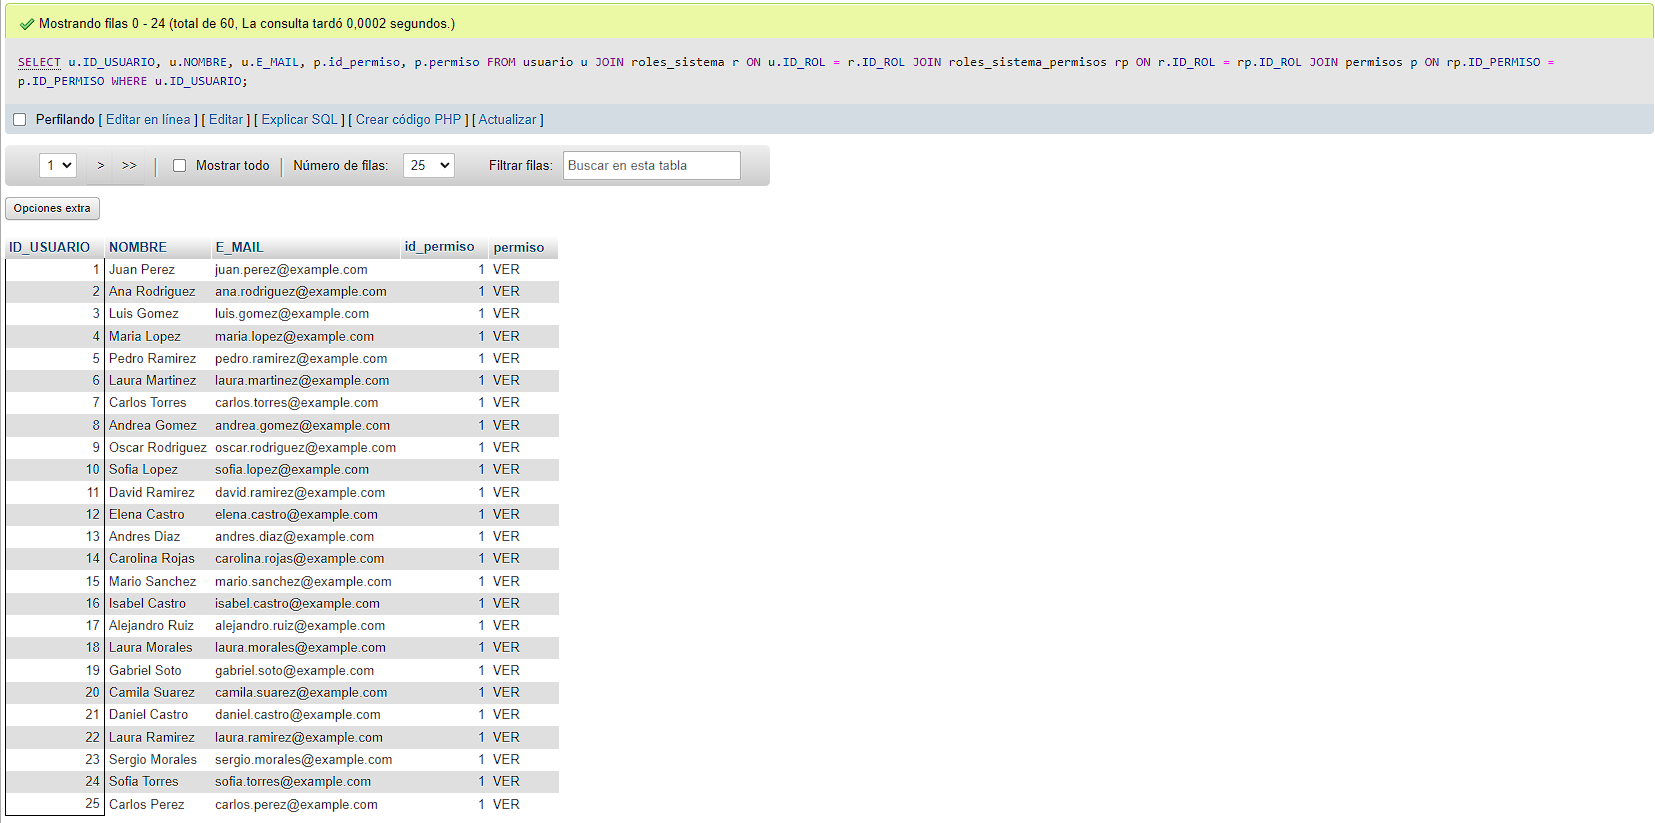 Mostrando filas 0 - 24 (total de 60, La consulta tardó 0,0002 segundos.)
SELECT u.ID_USUARIO, u.NOMBRE, u.E_MAIL, p.id_permiso, p.permiso FROM usuario u JOIN roles_sistema r ON u.ID_ROL = r.ID_ROL JOIN roles_sistema_permisos rp ON r.ID_ROL = rp.ID_ROL JOIN permisos p ON rp.ID_PERMISO =
p.ID_PERMISO WHERE u.ID_USUARIO;
Perfilando [ Editar en línea ] [ Editar ] [ Explicar SQL ] [ Crear código PHP ] [ Actualizar ]
1 > >> | Mostrar todo | Número de filas: 25 Filtrar filas: Buscar en esta tabla
Opciones extra
ID_USUARIO NOMBRE E_MAIL id_permiso permiso
1 Juan Perez juan.perez@example.com 1 VER
2 Ana Rodriguez ana.rodriguez@example.com 1 VER
3 Luis Gomez luis.gomez@example.com 1 VER
4 Maria Lopez maria.lopez@example.com 1 VER
5 Pedro Ramirez pedro.ramirez@example.com 1 VER
6 Laura Martinez laura.martinez@example.com 1 VER
7 Carlos Torres carlos.torres@example.com 1 VER
8 Andrea Gomez andrea.gomez@example.com 1 VER
9 Oscar Rodriguez oscar.rodriguez@example.com 1 VER
10 Sofia Lopez sofia.lopez@example.com 1 VER
11 David Ramirez david.ramirez@example.com 1 VER
12 Elena Castro elena.castro@example.com 1 VER
13 Andres Diaz andres.diaz@example.com 1 VER
14 Carolina Rojas carolina.rojas@example.com 1 VER
15 Mario Sanchez mario.sanchez@example.com 1 VER
16 Isabel Castro isabel.castro@example.com 1 VER
17 Alejandro Ruiz alejandro.ruiz@example.com 1 VER
18 Laura Morales laura.morales@example.com 1 VER
19 Gabriel Soto gabriel.soto@example.com 1 VER
20 Camila Suarez camila.suarez@example.com 1 VER
21 Daniel Castro daniel.castro@example.com 1 VER
22 Laura Ramirez laura.ramirez@example.com 1 VER
23 Sergio Morales sergio.morales@example.com 1 VER
24 Sofia Torres sofia.torres@example.com 1 VER
25 Carlos Perez carlos.perez@example.com 1 VER